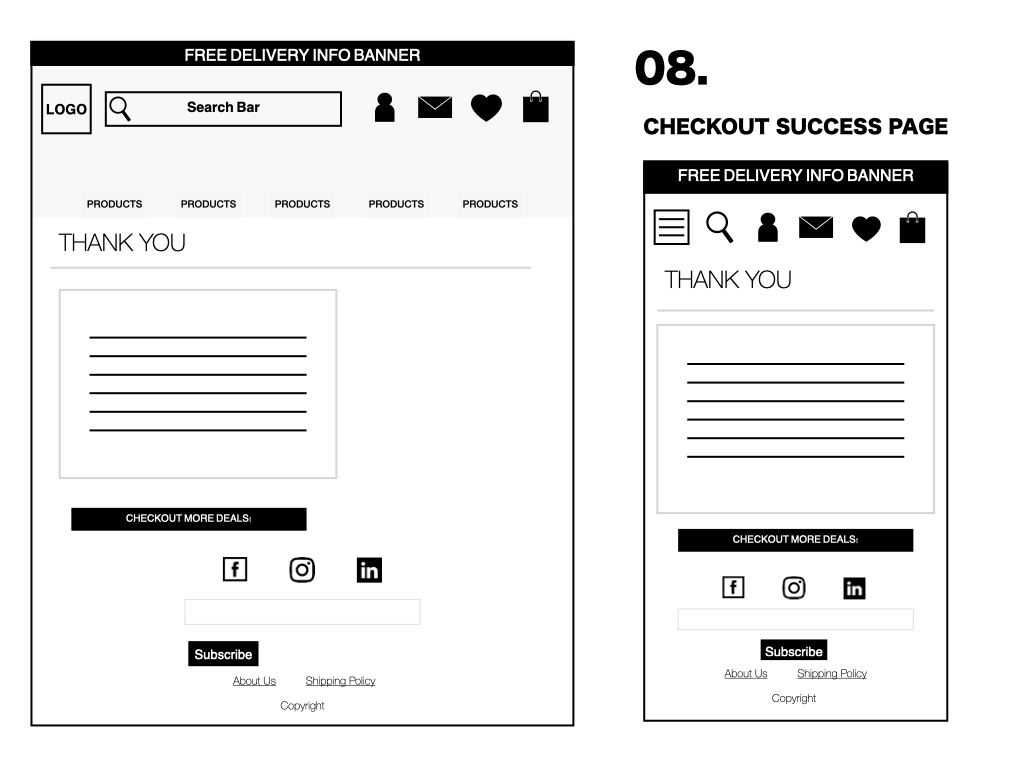 FREE DELIVERY INFO BANNER
LOGO
Search Bar
PRODUCTS PRODUCTS PRODUCTS PRODUCTS PRODUCTS
THANK YOU
CHECKOUT MORE DEALS!
f
in
Subscribe
About Us Shipping Policy
Copyright
08.
CHECKOUT SUCCESS PAGE
FREE DELIVERY INFO BANNER
THANK YOU
CHECKOUT MORE DEALS!
f
in
Subscribe
About Us Shipping Policy
Copyright